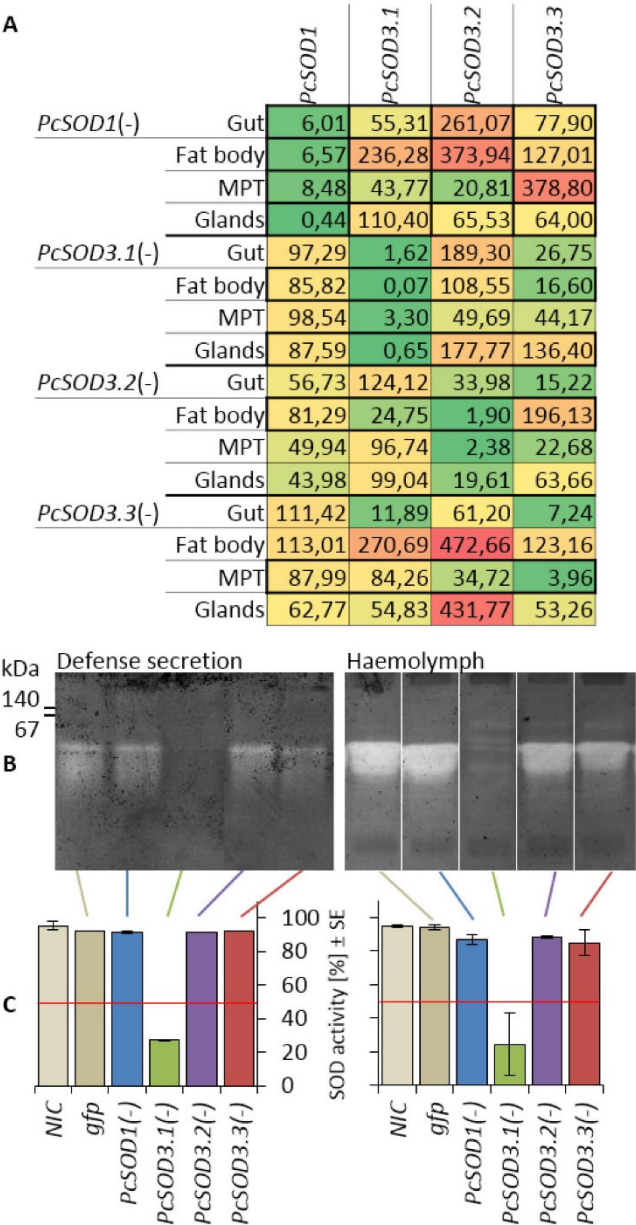 A
PcSOD1 PcSOD3.1 PcSOD3.2 PcSOD3.3
PcSOD1(-) Gut 6,01 55,31 261,07 77,90
Fat body 6,57 236,28 373,94 127,01
MPT 8,48 43,77 20,81 378,80
Glands 0,44 110,40 65,53 64,00
PcSOD3.1(-) Gut 97,29 1,62 189,30 26,75
Fat body 85,82 0,07 108,55 16,60
MPT 98,54 3,30 49,69 44,17
Glands 87,59 0,65 177,77 136,40
PcSOD3.2(-) Gut 56,73 124,12 33,98 15,22
Fat body 81,29 24,75 1,90 196,13
MPT 49,94 96,74 2,38 22,68
Glands 43,98 99,04 19,61 63,66
PcSOD3.3(-) Gut 111,42 11,89 61,20 7,24
Fat body 113,01 270,69 472,66 123,16
MPT 87,99 84,26 34,72 3,96
Glands 62,77 54,83 431,77 53,26
kDa Defense secretion Haemolymph
140
67
B
C
100
80
60
40
20
0
SOD activity [%] ± SE
NIC gfp PcSOD1(-) PcSOD3.1(-) PcSOD3.2(-) PcSOD3.3(-)
NIC gfp PcSOD1(-) PcSOD3.1(-) PcSOD3.2(-) PcSOD3.3(-)